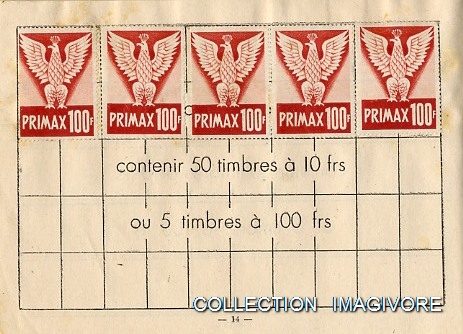 PRIMAX 100F PRIMAX 100F PRIMAX 100F PRIMAX 100F PRIMAX 100F
contenir 50 timbres à 10 frs
ou 5 timbres à 100 frs
COLLECTION IMAGIVORE
— 14 —